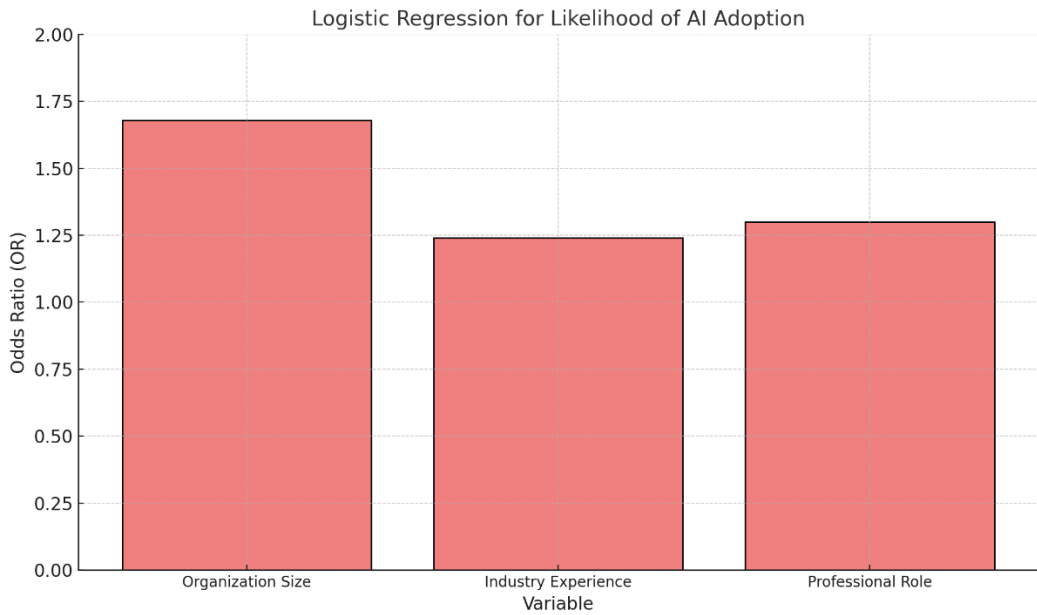 Logistic Regression for Likelihood of AI Adoption
2.00
1.75
1.50
1.25
1.00
0.75
0.50
0.25
0.00
Odds Ratio (OR)
Organization Size Industry Experience Professional Role
Variable